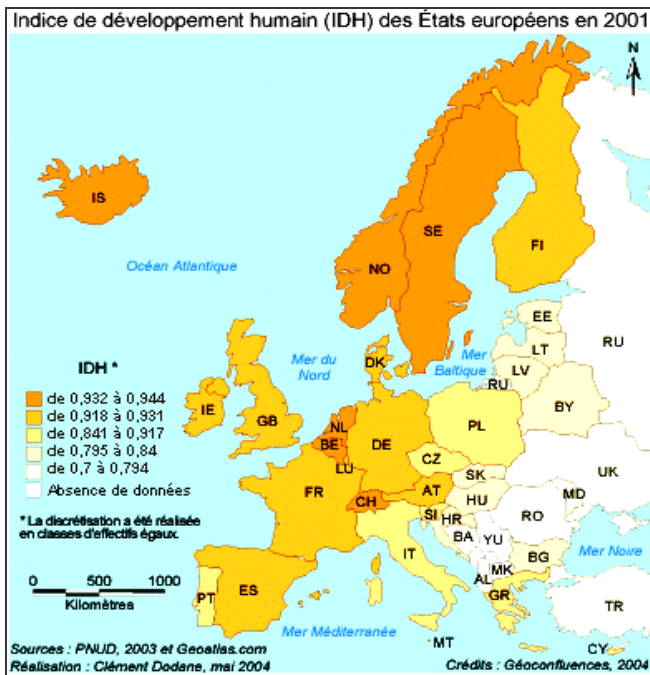 Indice de développement humain (IDH) des États européens en 2001
N
IS
SE
FI
NO
Océan Atlantique
EE
RU
LT
Mer du
Nord
DK
Mer
Baltique
LV
RU
BY
IDH *
de 0,932 à 0,944
de 0,918 à 0,931
de 0,841 à 0,917
de 0,795 à 0,84
de 0,7 à 0,794
Absence de données
IE
GB
NL
BE
LU
DE
PL
CZ
SK
UK
FR
CH
AT
HU
MD
SI
HR
RO
BA
YU
* La discrétisation a été réalisée
en classes d'effectifs égaux.
IT
BG
Mer Noire
MK
AL
GR
TR
0 500 1000
Kilomètres
PT
ES
Mer Méditerranée
MT
CY
Sources : PNUD, 2003 et Geoatlas.com
Réalisation : Clément Dodane, mai 2004
Crédits : Géoconfluences, 2004